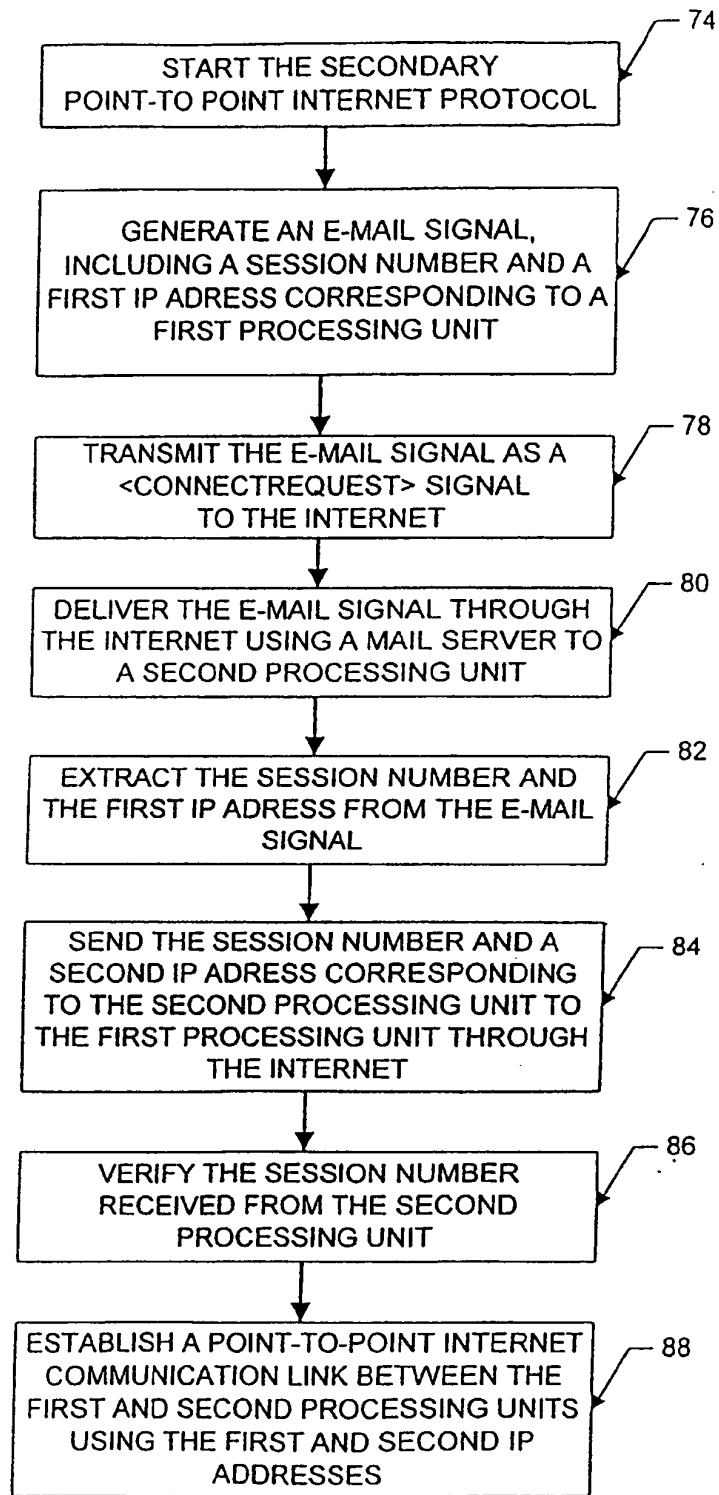 74
START THE SECONDARY
POINT-TO POINT INTERNET PROTOCOL
76
GENERATE AN E-MAIL SIGNAL,
INCLUDING A SESSION NUMBER AND A
FIRST IP ADRESS CORRESPONDING TO A
FIRST PROCESSING UNIT
78
TRANSMIT THE E-MAIL SIGNAL AS A
<CONNECTREQUEST> SIGNAL
TO THE INTERNET
80
DELIVER THE E-MAIL SIGNAL THROUGH
THE INTERNET USING A MAIL SERVER TO
A SECOND PROCESSING UNIT
82
EXTRACT THE SESSION NUMBER AND
THE FIRST IP ADRESS FROM THE E-MAIL
SIGNAL
84
SEND THE SESSION NUMBER AND A
SECOND IP ADRESS CORRESPONDING
TO THE SECOND PROCESSING UNIT TO
THE FIRST PROCESSING UNIT THROUGH
THE INTERNET
86
VERIFY THE SESSION NUMBER
RECEIVED FROM THE SECOND
PROCESSING UNIT
88
ESTABLISH A POINT-TO-POINT INTERNET
COMMUNICATION LINK BETWEEN THE
FIRST AND SECOND PROCESSING UNITS
USING THE FIRST AND SECOND IP
ADDRESSES